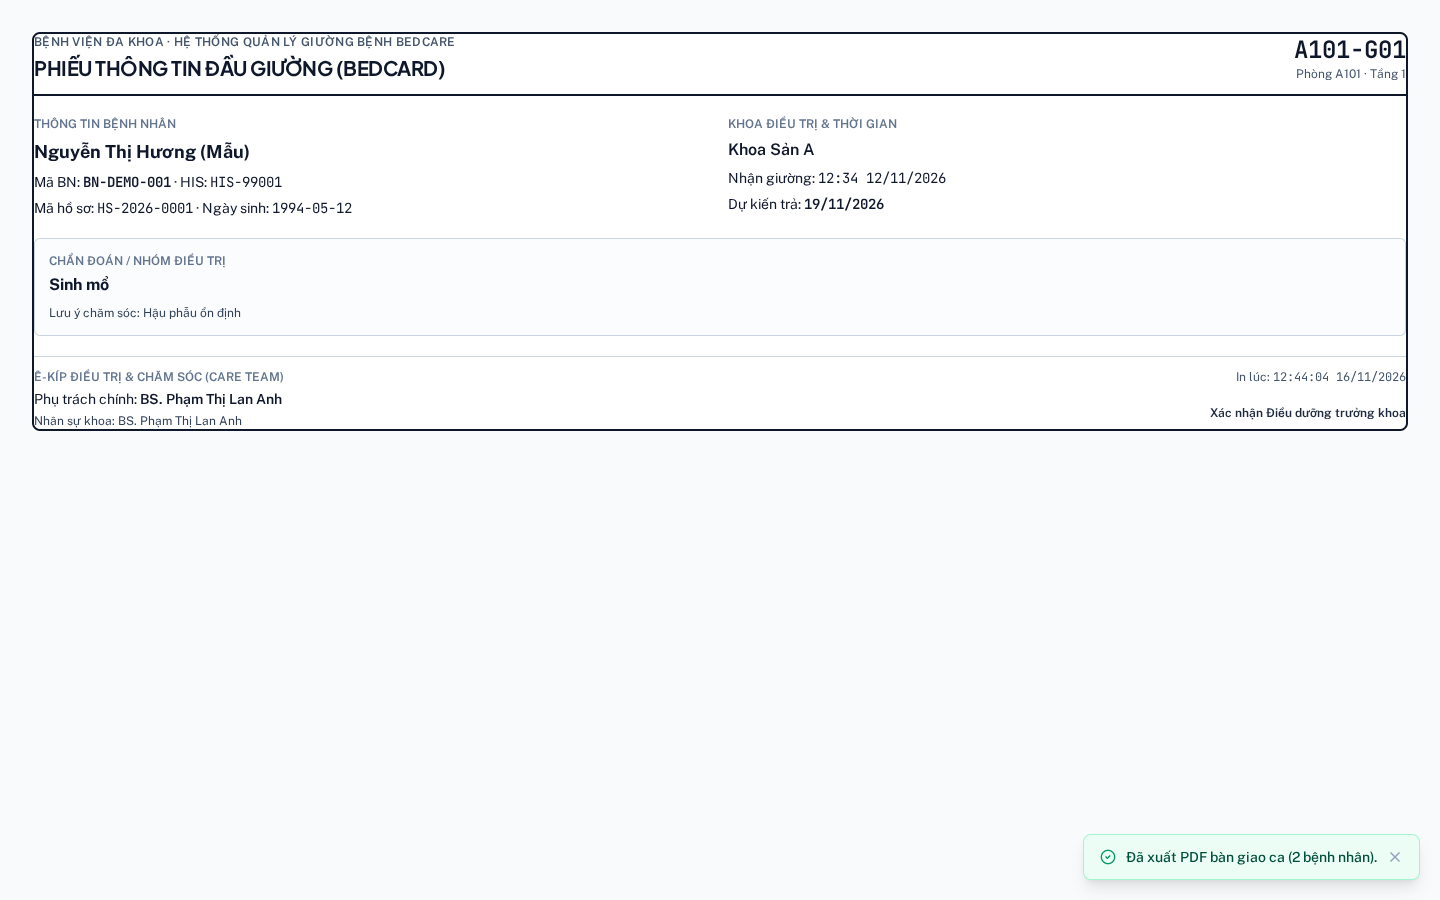 BỆNH VIỆN ĐA KHOA · HỆ THỐNG QUẢN LÝ GIƯỜNG BỆNH BEDCARE
PHIẾU THÔNG TIN ĐẦU GIƯỜNG (BEDCARD)
A101-G01
Phòng A101 · Tầng 1
THÔNG TIN BỆNH NHÂN
Nguyễn Thị Hương (Mẫu)
Mã BN: BN-DEMO-001 · HIS: HIS-99001
Mã hồ sơ: HS-2026-0001 · Ngày sinh: 1994-05-12
KHOA ĐIỀU TRỊ & THỜI GIAN
Khoa Sản A
Nhận giường: 12:34 12/11/2026
Dự kiến trả: 19/11/2026
CHẨN ĐOÁN / NHÓM ĐIỀU TRỊ
Sinh mổ
Lưu ý chăm sóc: Hậu phẫu ổn định
Ê-KÍP ĐIỀU TRỊ & CHĂM SÓC (CARE TEAM)
Phụ trách chính: BS. Phạm Thị Lan Anh
Nhân sự khoa: BS. Phạm Thị Lan Anh
In lúc: 12:44:04 16/11/2026
Xác nhận Điều dưỡng trưởng khoa
Đã xuất PDF bàn giao ca (2 bệnh nhân).